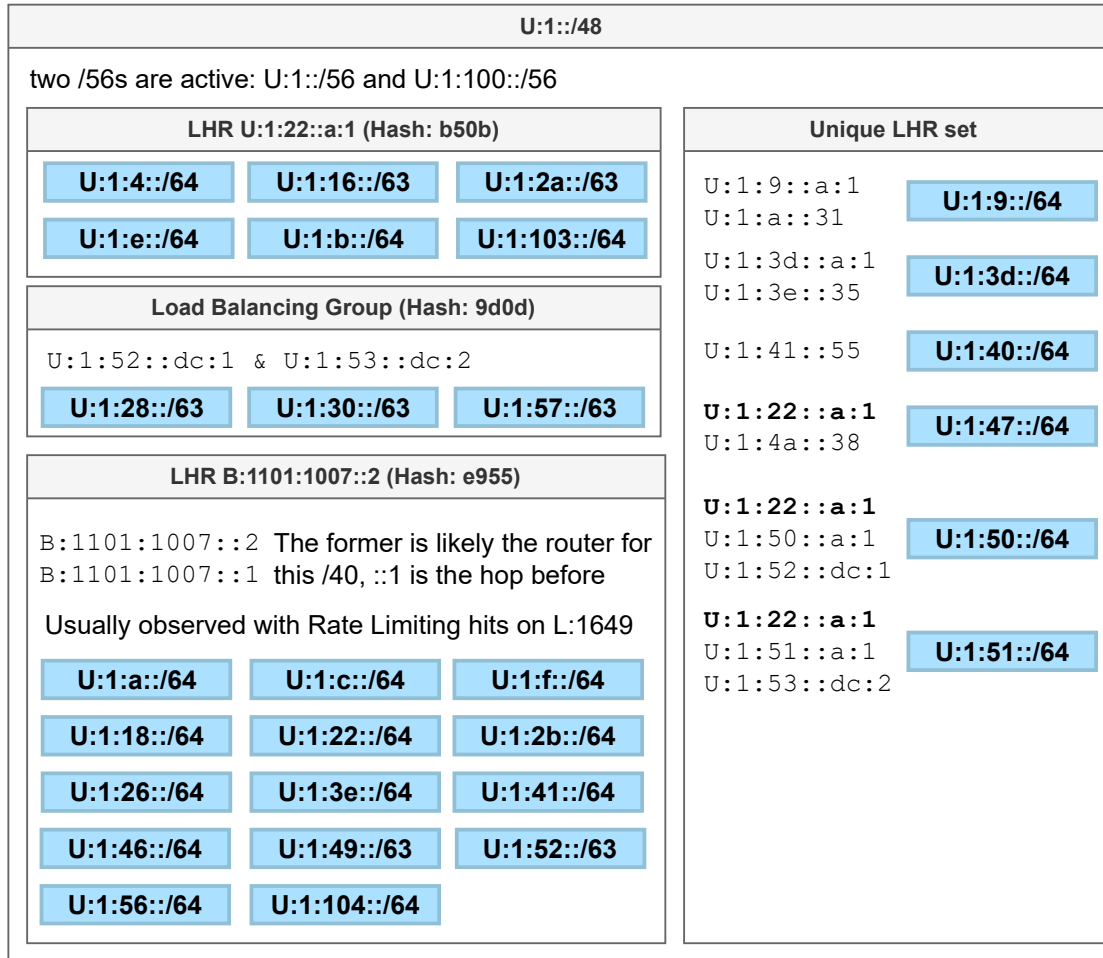 U:1::/48
two /56s are active: U:1::/56 and U:1:100::/56
LHR U:1:22::a:1 (Hash: b50b)
U:1:4::/64 U:1:16::/63 U:1:2a::/63
U:1:e::/64 U:1:b::/64 U:1:103::/64
Load Balancing Group (Hash: 9d0d)
U:1:52::dc:1 & U:1:53::dc:2
U:1:28::/63 U:1:30::/63 U:1:57::/63
LHR B:1101:1007::2 (Hash: e955)
B:1101:1007::2 The former is likely the router for
B:1101:1007::1 this /40, ::1 is the hop before
Usually observed with Rate Limiting hits on L:1649
U:1:a::/64 U:1:c::/64 U:1:f::/64
U:1:18::/64 U:1:22::/64 U:1:2b::/64
U:1:26::/64 U:1:3e::/64 U:1:41::/64
U:1:46::/64 U:1:49::/63 U:1:52::/63
U:1:56::/64 U:1:104::/64
Unique LHR set
U:1:9::a:1
U:1:a::31
U:1:9::/64
U:1:3d::a:1
U:1:3e::35
U:1:3d::/64
U:1:41::55 U:1:40::/64
U:1:22::a:1
U:1:4a::38
U:1:47::/64
U:1:22::a:1
U:1:50::a:1 U:1:50::/64
U:1:52::dc:1
U:1:22::a:1
U:1:51::a:1 U:1:51::/64
U:1:53::dc:2